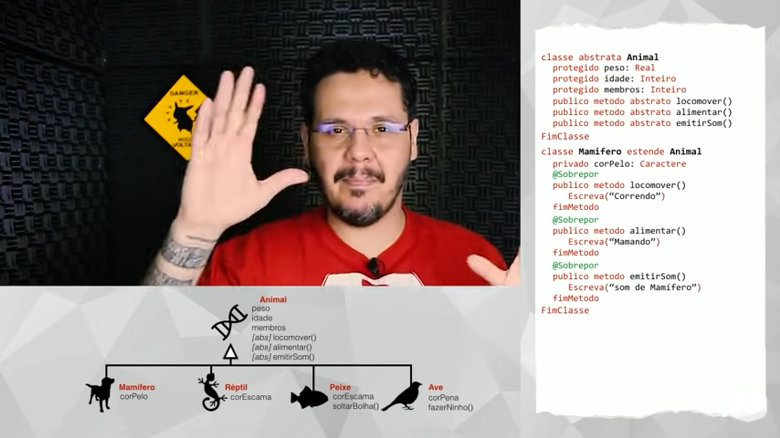 DANGER
classe abstrata Animal
protegido peso: Real
protegido idade: Inteiro
protegido membros: Inteiro
publico metodo abstrato locomover()
publico metodo abstrato alimentar()
publico metodo abstrato emitirSom()
FimClasse
classe Mamifero estende Animal
privado corPelo: Caractere
@Sobrepor
publico metodo locomover()
Escreva(“Correndo”)
fimMetodo
@Sobrepor
publico metodo alimentar()
Escreva(“Mamando”)
fimMetodo
@Sobrepor
publico metodo emitirSom()
Escreva(“som de Mamífero”)
fimMetodo
FimClasse
Animal
peso
idade
membros
[abs] locomover()
[abs] alimentar()
[abs] emitirSom()
Mamífero
corPelo
Réptil
corEscama
Peixe
corEscama
soltarBolha()
Ave
corPena
fazerNinho()